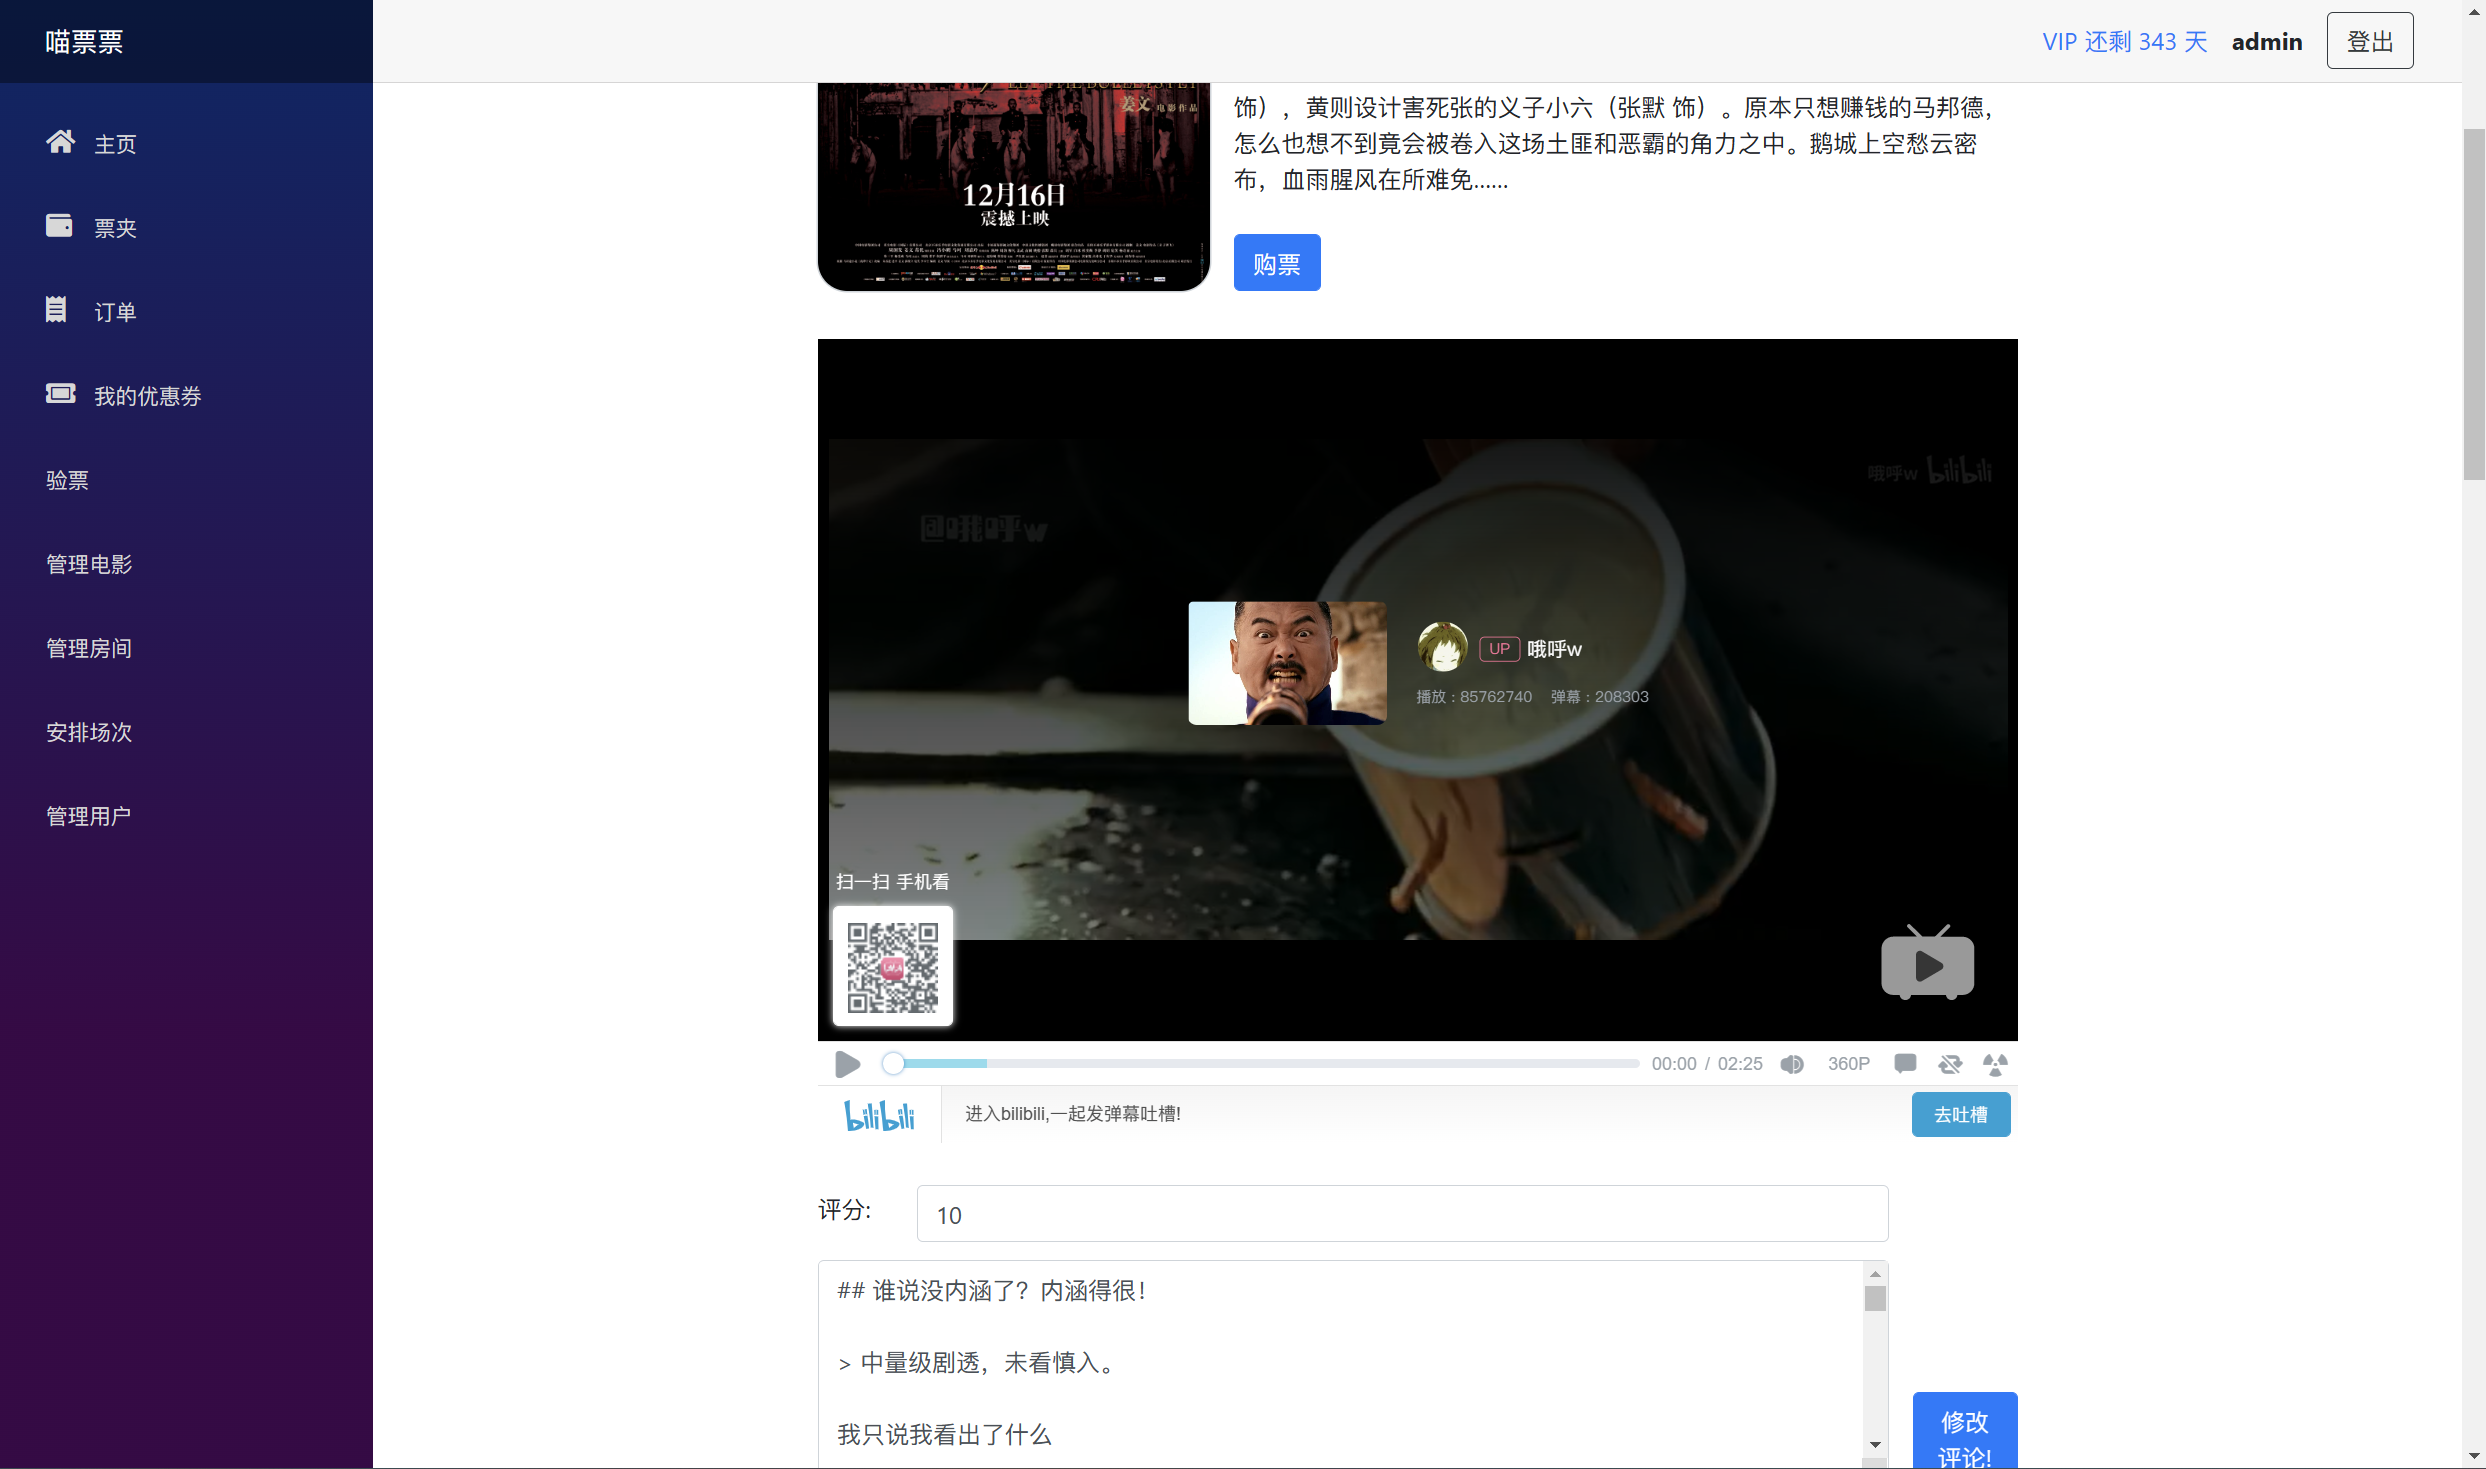 喵票票
VIP 还剩 343 天
admin
登出
主页
票夹
订单
我的优惠券
验票
管理电影
管理房间
安排场次
管理用户
姜文 电影作品
12月16日
震撼上映
饰），黄则设计害死张的义子小六（张默 饰）。原本只想赚钱的马邦德，
怎么也想不到竟会被卷入这场土匪和恶霸的角力之中。鹅城上空愁云密
布，血雨腥风在所难免……
购票
哦呼w bilibili
@哦呼w
UP 哦呼w
播放 : 85762740 弹幕 : 208303
扫一扫 手机看
00:00 / 02:25
360P
bilibili
进入bilibili,一起发弹幕吐槽!
去吐槽
评分:
10
## 谁说没内涵了？内涵得很！
> 中量级剧透，未看慎入。
我只说我看出了什么
修改
评论!